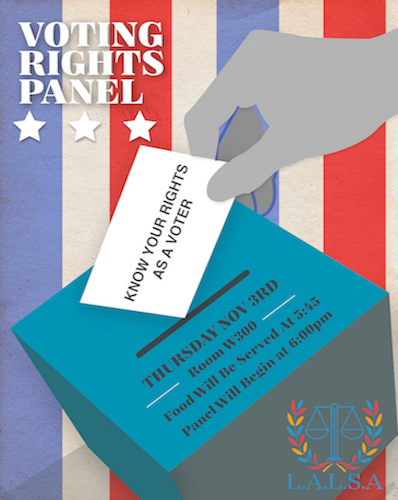 VOTING
RIGHTS
PANEL
KNOW YOUR RIGHTS
AS A VOTER
THURSDAY NOV 3RD
Room W300
Food Will Be Served At 5:45
Panel Will Begin at 6:00pm
L.A.L.S.A